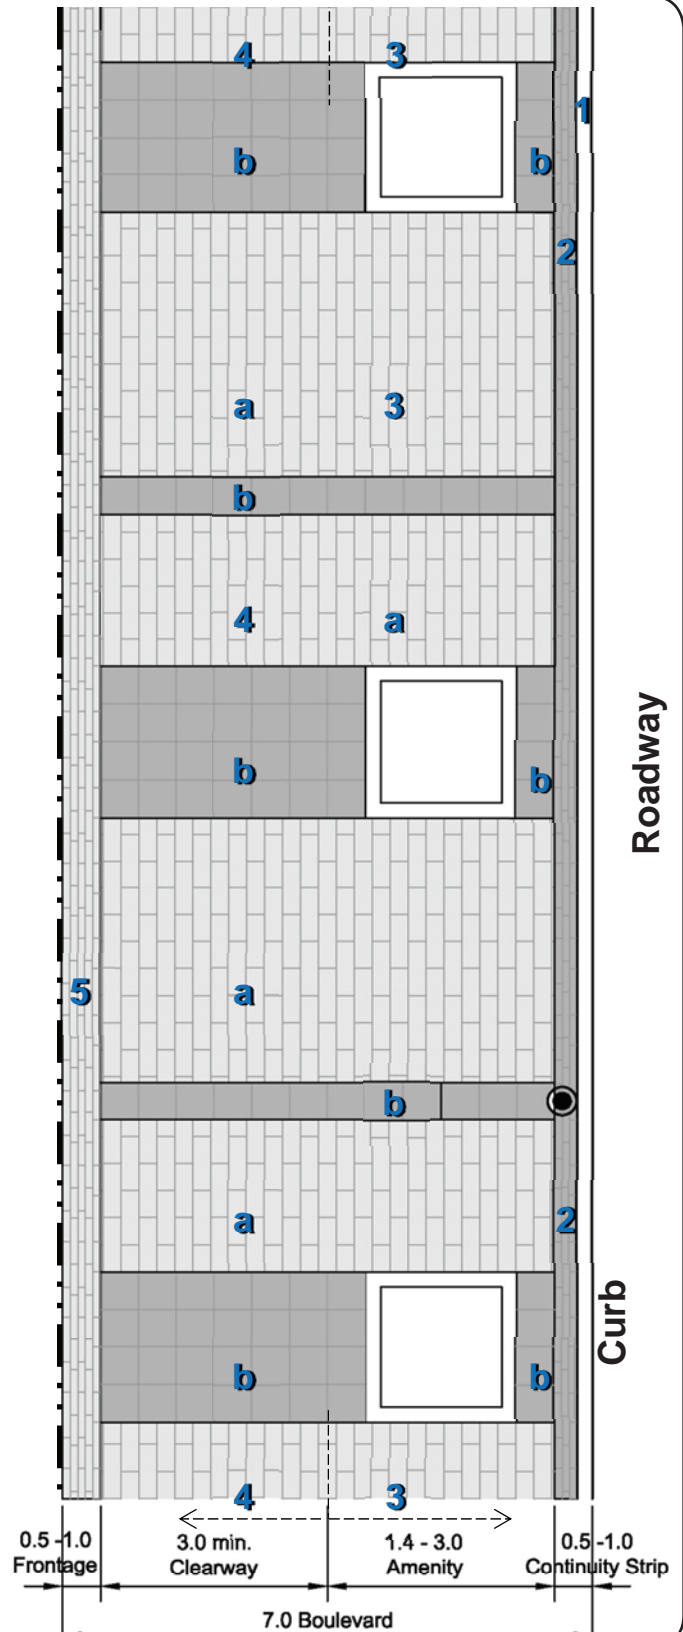 4 3
1
b b
2
a 3
b
4 a
Roadway
b b
5 a
b
a 2
Curb
b b
4 3
0.5 -1.0 3.0 min. 1.4 - 3.0 0.5 -1.0
Frontage Clearway Amenity Continuity Strip
7.0 Boulevard